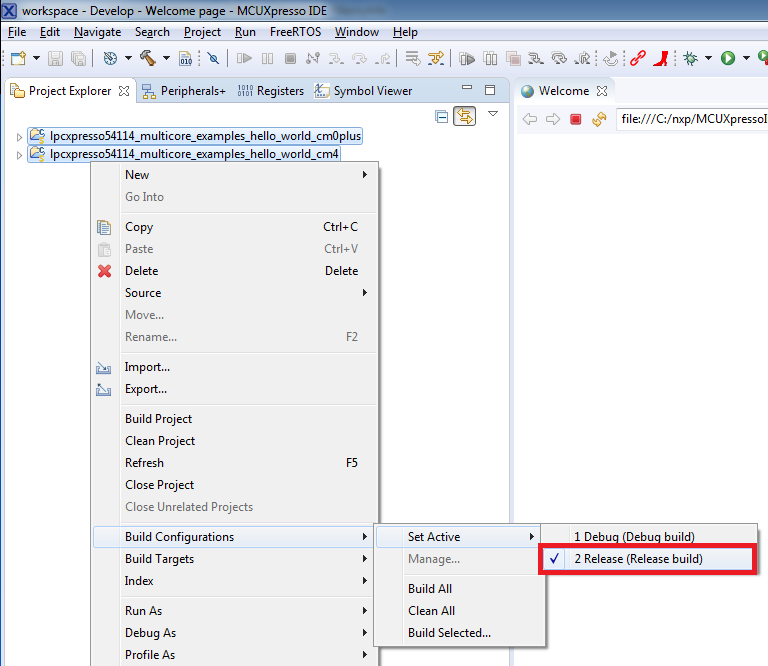 workspace - Develop - Welcome page - MCUXpresso IDE
File Edit Navigate Search Project Run FreeRTOS Window Help
Project Explorer Peripherals+ Registers Symbol Viewer Welcome
file:///C:/nxp/MCUXpressoI
lpcxpresso54114_multicore_examples_hello_world_cm0plus
lpcxpresso54114_multicore_examples_hello_world_cm4
New
Go Into
Copy Ctrl+C
Paste Ctrl+V
Delete Delete
Source
Move...
Rename... F2
Import...
Export...
Build Project
Clean Project
Refresh F5
Close Project
Close Unrelated Projects
Build Configurations Set Active 1 Debug (Debug build)
Build Targets Manage... 2 Release (Release build)
Index Build All
Run As Clean All
Debug As Build Selected...
Profile As